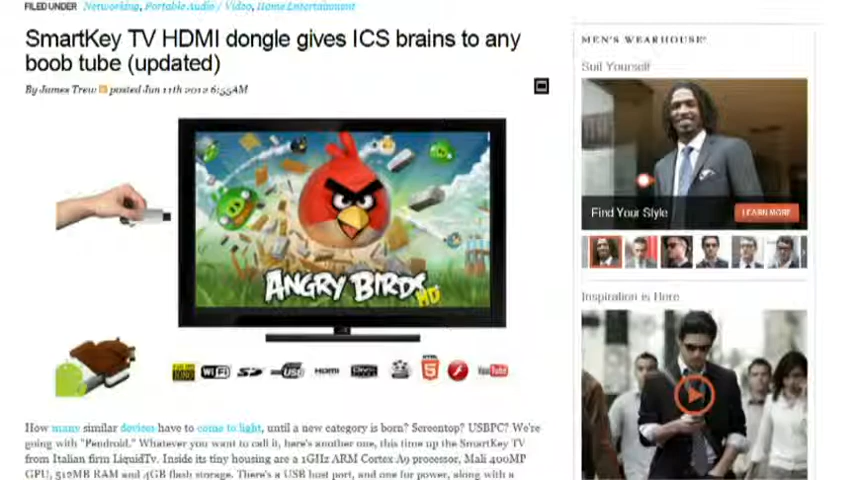 FILED UNDER Networking, Portable Audio / Video, Home Entertainment
SmartKey TV HDMI dongle gives ICS brains to any
boob tube (updated)
By James Trew posted Jun 11th 2012 6:55AM
ANGRY BIRDS HD
WiFi SD USB HDMI DivX HTML 5 YouTube
How many similar devices have to come to light, until a new category is born? Screentop? USBPC? We're
going with "Pendroid." Whatever you want to call it, here's another one, this time up the SmartKey TV
from Italian firm LiquidTv. Inside its tiny housing are a 1GHz ARM Cortex A9 processor, Mali 400MP
GPU, 512MB RAM and 4GB flash storage. There's a USB host port, and one for power, along with a
MEN'S WEARHOUSE
Suit Yourself
Find Your Style LEARN MORE
Inspiration is Here